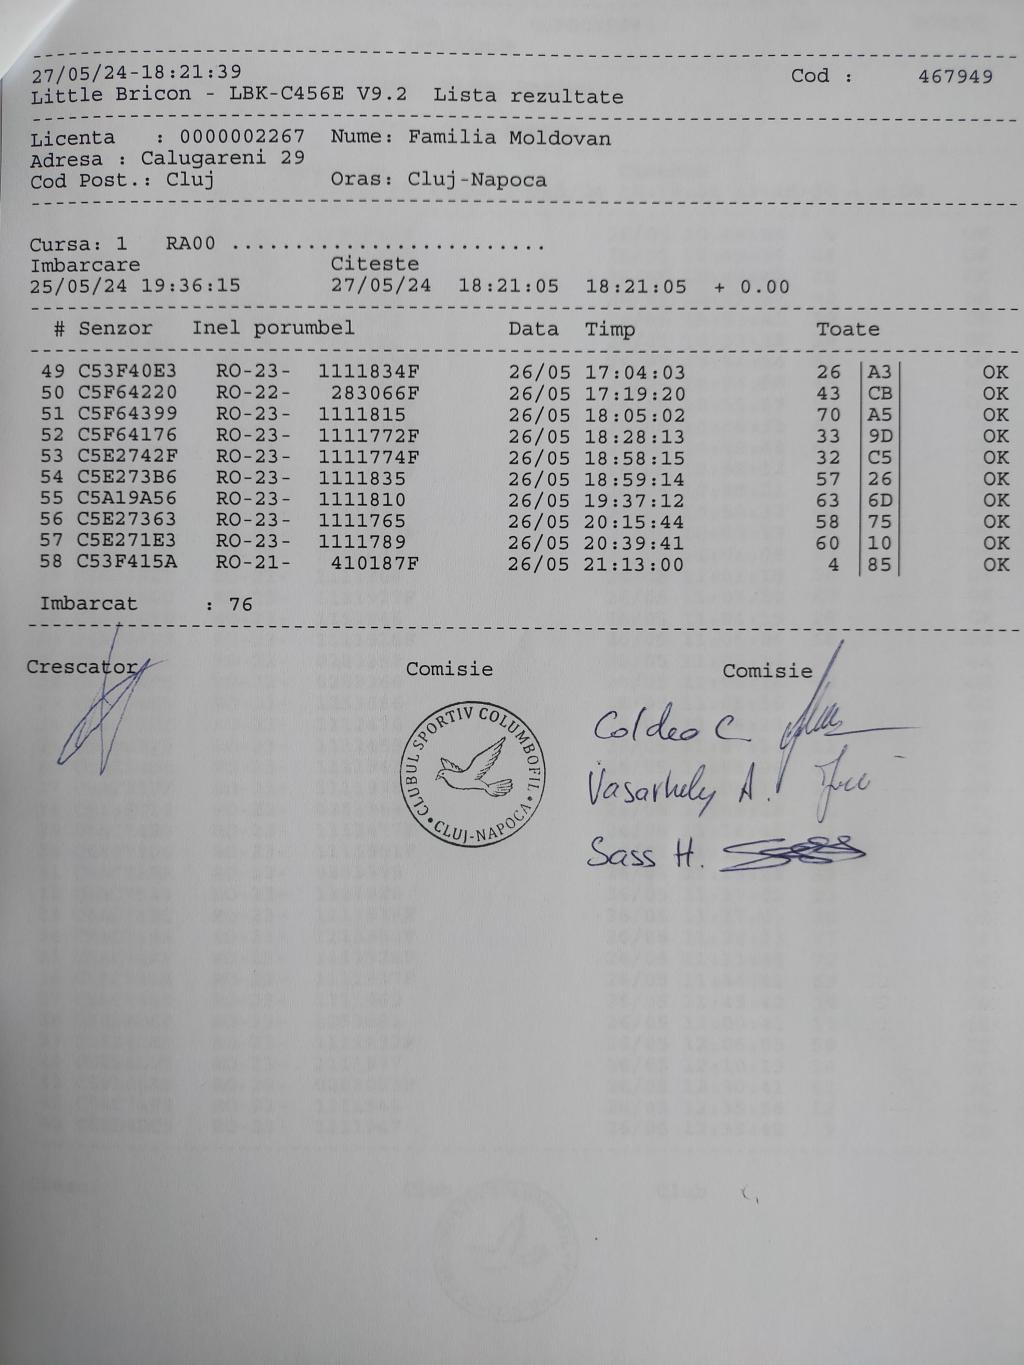 27/05/24-18:21:39 Cod : 467949
Little Bricon - LBK-C456E V9.2 Lista rezultate
Licenta : 0000002267 Nume: Familia Moldovan
Adresa : Calugareni 29
Cod Post.: Cluj Oras: Cluj-Napoca
Cursa: 1 RA00 .........................
Imbarcare Citeste
25/05/24 19:36:15 27/05/24 18:21:05 18:21:05 + 0.00
# Senzor Inel porumbel Data Timp Toate
49 C53F40E3 RO-23- 1111834F 26/05 17:04:03 26 A3 OK
50 C5F64220 RO-22- 283066F 26/05 17:19:20 43 CB OK
51 C5F64399 RO-23- 1111815 26/05 18:05:02 70 A5 OK
52 C5F64176 RO-23- 1111772F 26/05 18:28:13 33 9D OK
53 C5E2742F RO-23- 1111774F 26/05 18:58:15 32 C5 OK
54 C5E273B6 RO-23- 1111835 26/05 18:59:14 57 26 OK
55 C5A19A56 RO-23- 1111810 26/05 19:37:12 63 6D OK
56 C5E27363 RO-23- 1111765 26/05 20:15:44 58 75 OK
57 C5E271E3 RO-23- 1111789 26/05 20:39:41 60 10 OK
58 C53F415A RO-21- 410187F 26/05 21:13:00 4 85 OK
Imbarcat : 76
Crescator Comisie Comisie
CLUBUL SPORTIV COLUMBOFIL
CLUJ-NAPOCA
Coldea C.
Vasarhely A.
Sass H.